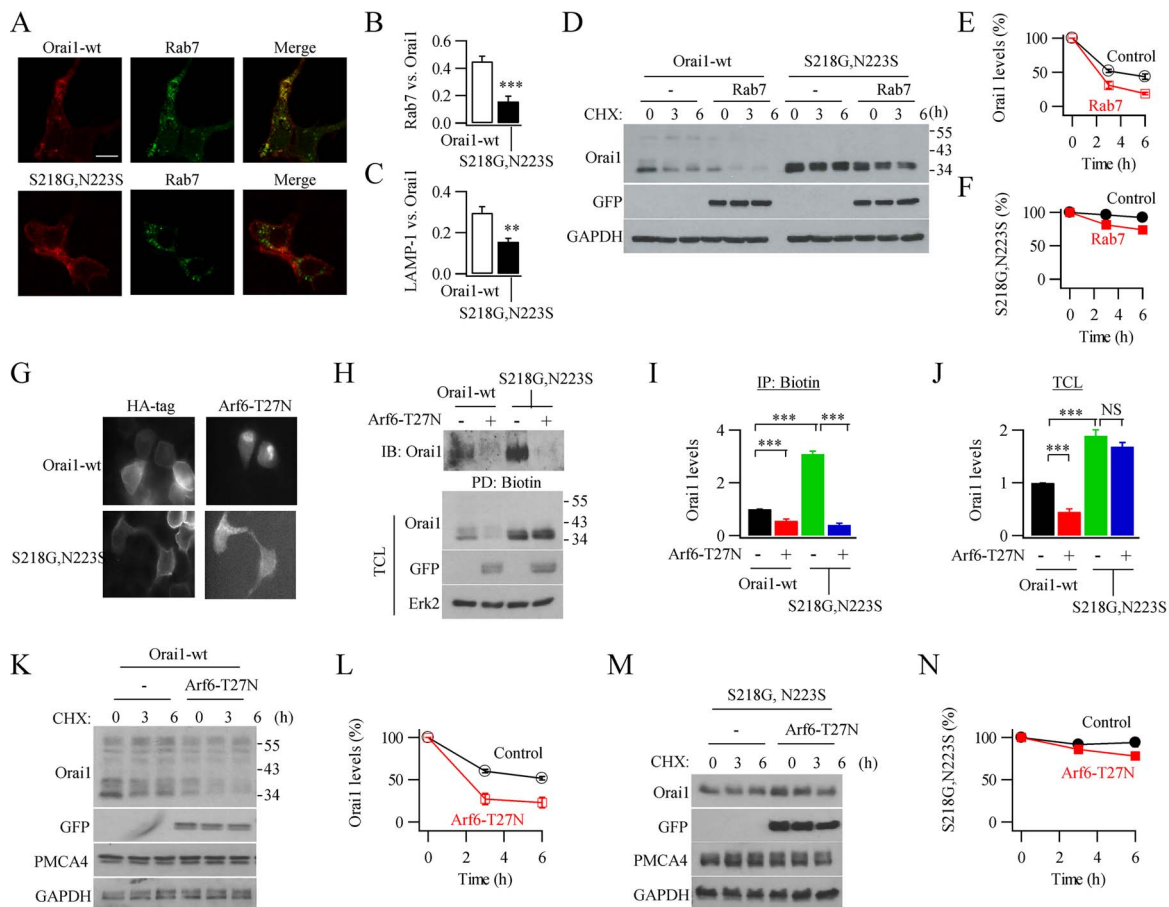 A
Orai1-wt Rab7 Merge
S218G,N223S Rab7 Merge
B
Rab7 vs. Orai1
0.6
0.4
0.2
0.0
***
Orai1-wt
S218G,N223S
C
LAMP-1 vs. Orai1
0.4
0.2
0.0
**
Orai1-wt
S218G,N223S
D
Orai1-wt S218G,N223S
- Rab7 - Rab7
CHX: 0 3 6 0 3 6 0 3 6 0 3 6 (h)
Orai1
55
43
34
GFP
GAPDH
E
Orai1 levels (%)
100
50
0
Control
Rab7
0 2 4 6
Time (h)
F
S218G,N223S (%)
100
50
0
Control
Rab7
0 2 4 6
Time (h)
G
HA-tag Arf6-T27N
Orai1-wt
S218G,N223S
H
S218G,N223S
Orai1-wt
Arf6-T27N - + - +
IB: Orai1
PD: Biotin
TCL
Orai1
55
43
34
GFP
Erk2
I
IP: Biotin
Orai1 levels
4
3
2
1
0
*** *** ***
Arf6-T27N - + - +
Orai1-wt
S218G,N223S
J
TCL
Orai1 levels
2
1
0
*** *** NS
Arf6-T27N - + - +
Orai1-wt
S218G,N223S
K
Orai1-wt
- Arf6-T27N
CHX: 0 3 6 0 3 6 (h)
Orai1
55
43
34
GFP
PMCA4
GAPDH
L
Orai1 levels (%)
100
50
0
Control
Arf6-T27N
0 2 4 6
Time (h)
M
S218G, N223S
- Arf6-T27N
CHX: 0 3 6 0 3 6 (h)
Orai1
GFP
PMCA4
GAPDH
N
S218G,N223S (%)
100
50
0
Control
Arf6-T27N
0 2 4 6
Time (h)